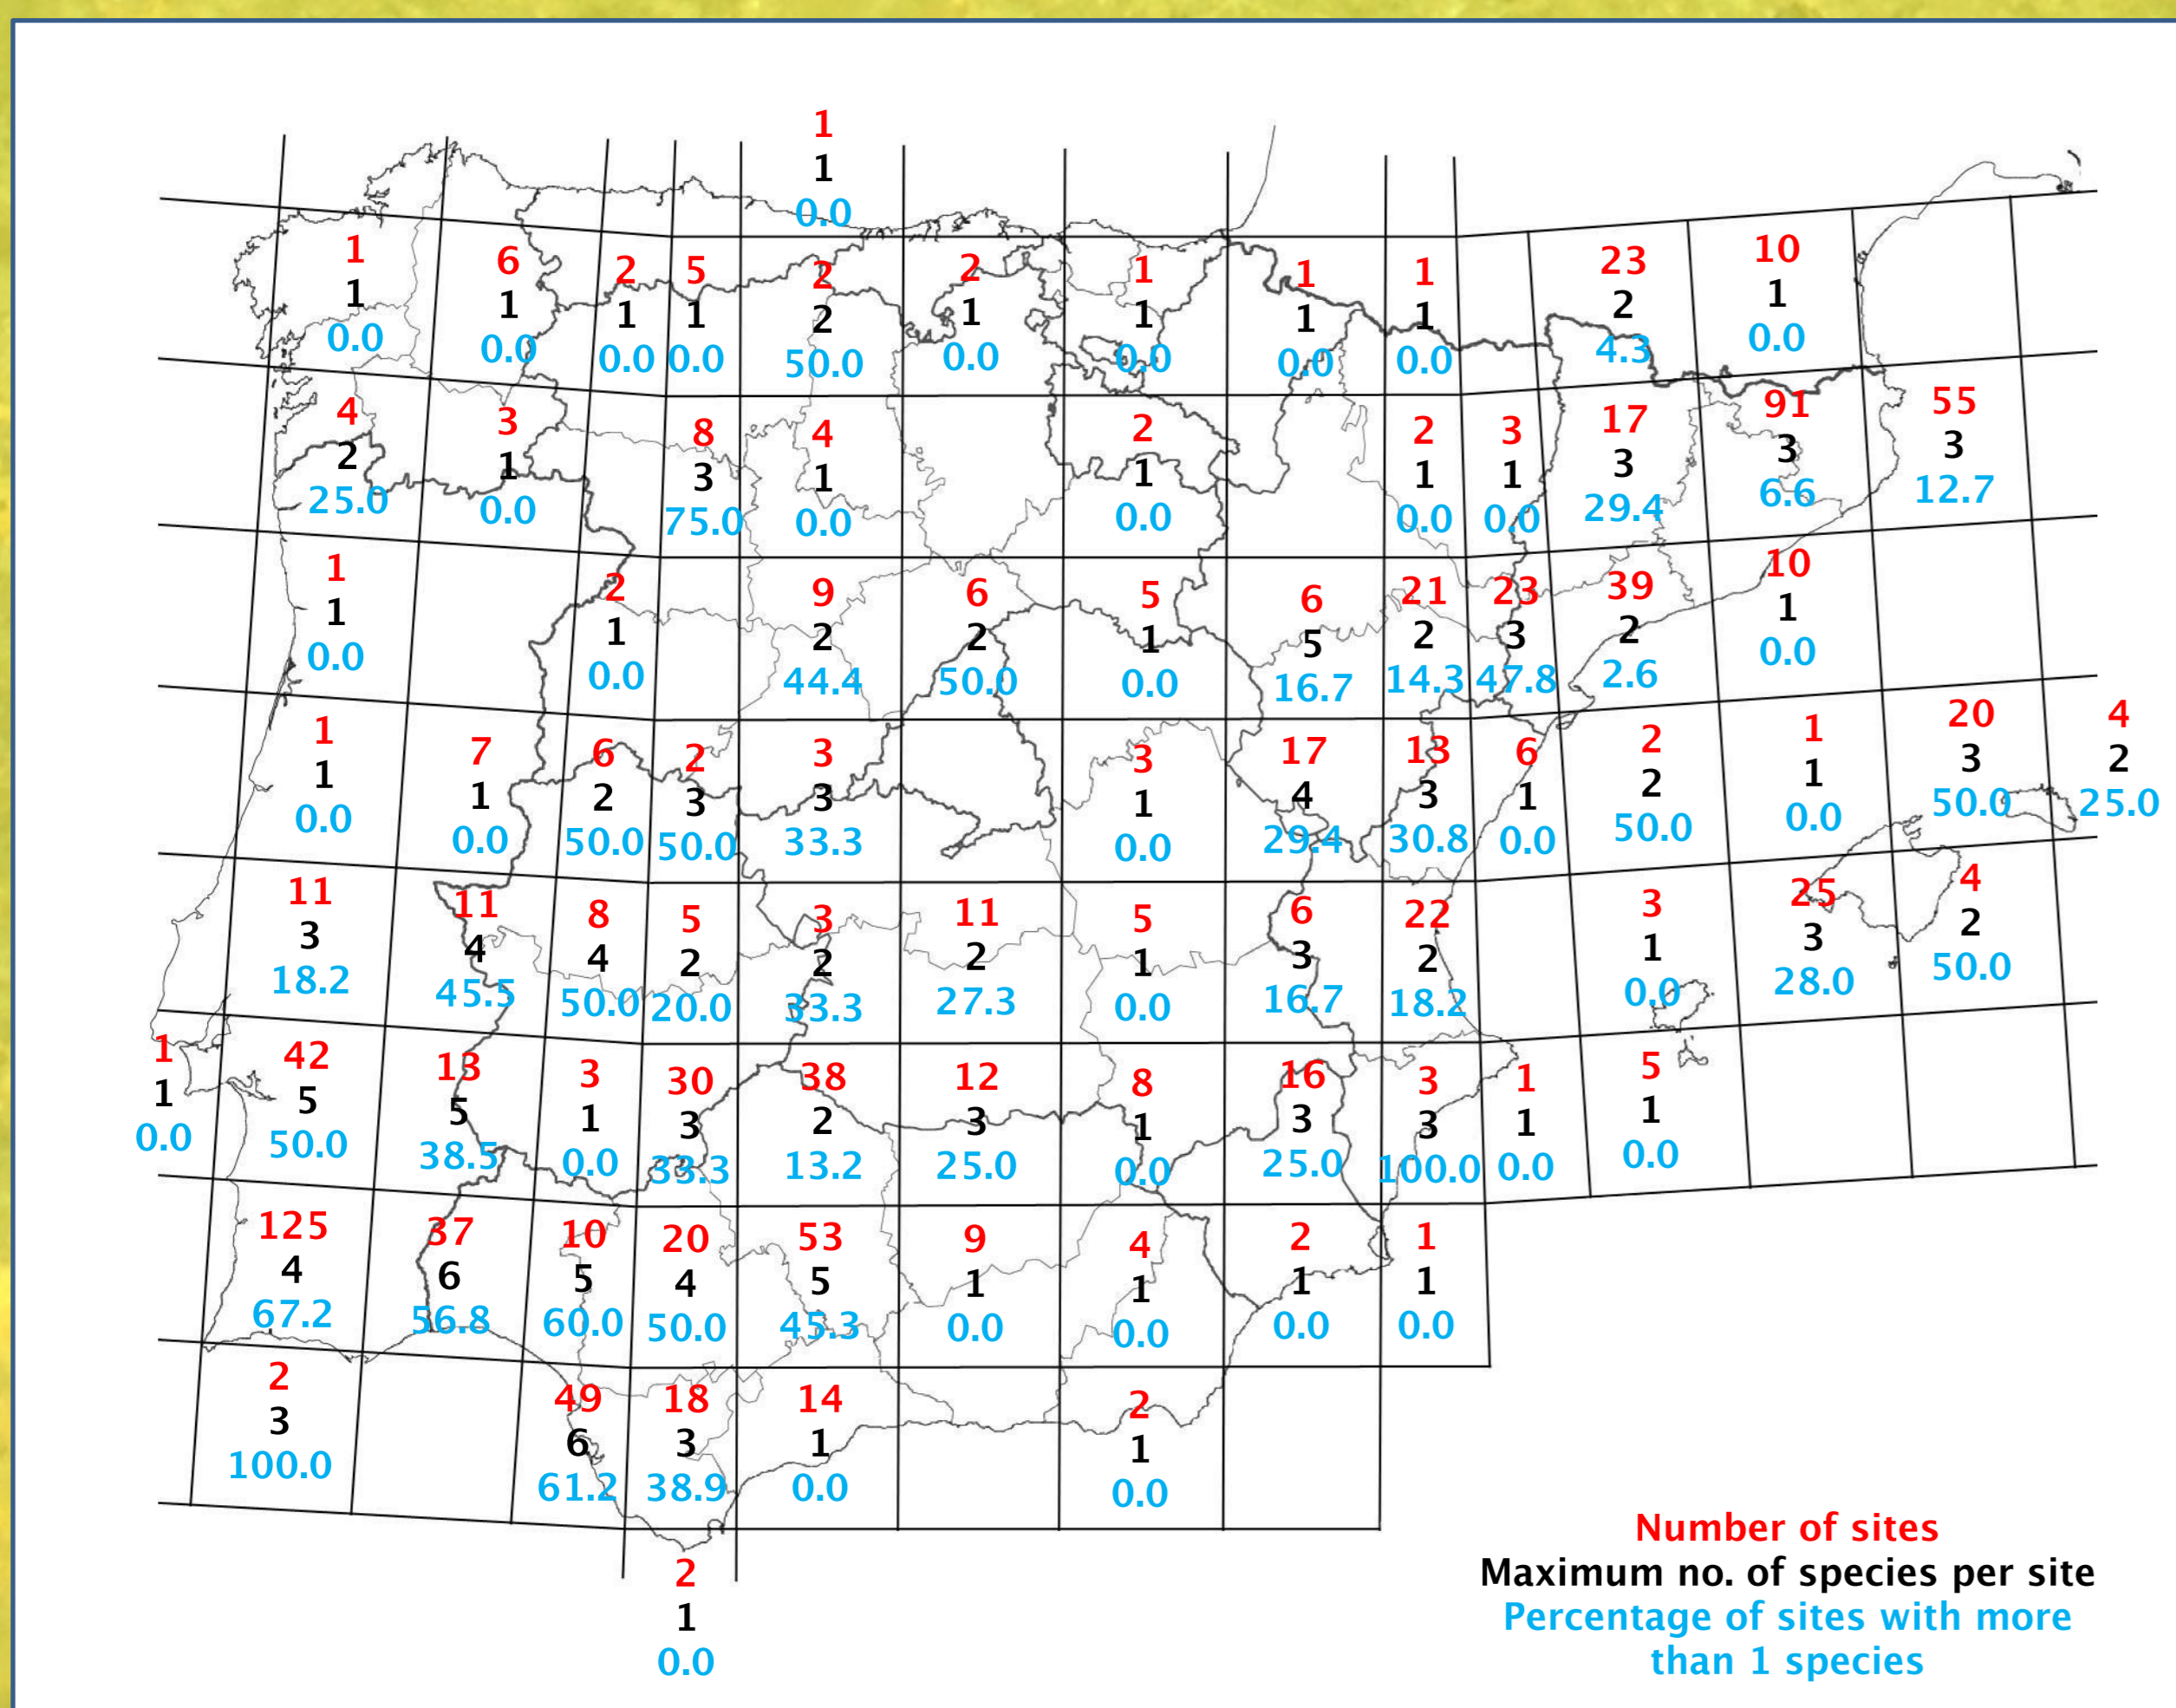 1
1
0.0
1 6 2 5 2 2 1 1 1 23 10
1 1 1 1 2 1 1 1 1 2 1
0.0 0.0 0.0 0.0 50.0 0.0 0.0 0.0 0.0 4.3 0.0
4 3 8 4 2 2 3 17 91 55
2 1 3 1 1 1 1 3 3 3
25.0 0.0 75.0 0.0 0.0 0.0 0.0 29.4 6.6 12.7
1 2 9 6 5 6 21 23 39 10
1 1 2 2 1 5 2 3 2 1
0.0 0.0 44.4 50.0 0.0 16.7 14.3 47.8 2.6 0.0
1 7 6 2 3 3 17 13 6 2 1 20 4
1 1 2 3 3 1 4 3 1 2 1 3 2
0.0 0.0 50.0 50.0 33.3 0.0 29.4 30.8 0.0 50.0 0.0 50.0 25.0
11 11 8 5 3 11 5 6 22 3 25 4
3 4 4 2 2 2 1 3 2 1 3 2
18.2 45.5 50.0 20.0 33.3 27.3 0.0 16.7 18.2 0.0 28.0 50.0
1 42 13 3 30 38 12 8 16 3 1 5
1 5 5 1 3 2 3 1 3 3 1 1
0.0 50.0 38.5 0.0 33.3 13.2 25.0 0.0 25.0 100.0 0.0 0.0
125 37 10 20 53 9 4 2 1
4 6 5 4 5 1 1 1 1
67.2 56.8 60.0 50.0 45.3 0.0 0.0 0.0 0.0
2 49 18 14 2
3 6 3 1 1
100.0 61.2 38.9 0.0 0.0
2
1
0.0
Number of sites
Maximum no. of species per site
Percentage of sites with more
than 1 species